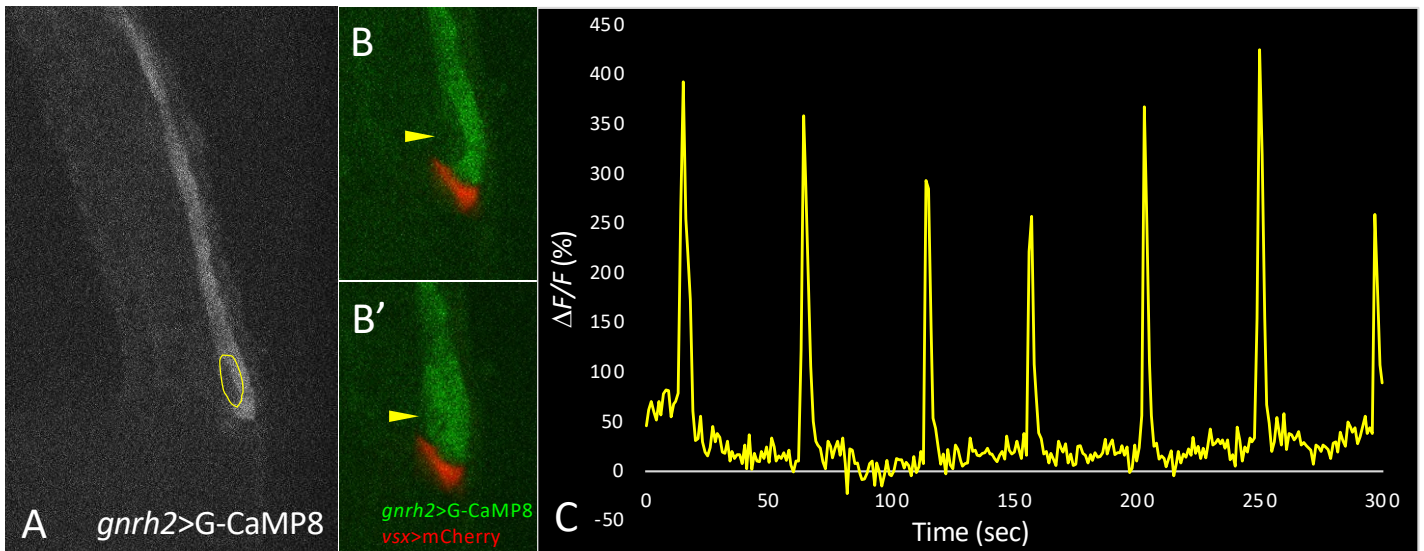 A
gnrh2>G-CaMP8
B
B'
gnrh2>G-CaMP8
vsx>mCherry
450
400
350
300
250
200
150
100
50
0
-50
ΔF/F (%)
0 50 100 150 200 250 300
Time (sec)
C